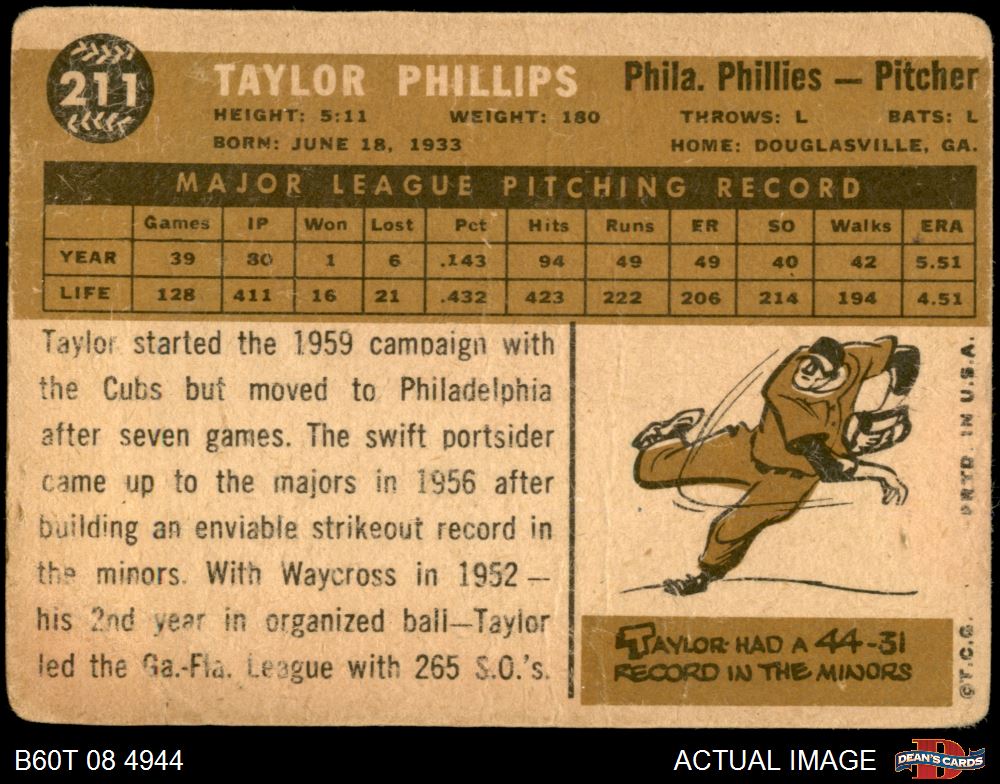 211
TAYLOR PHILLIPS Phila. Phillies — Pitcher
HEIGHT: 5:11 WEIGHT: 180 THROWS: L BATS: L
BORN: JUNE 18, 1933 HOME: DOUGLASVILLE, GA.
MAJOR LEAGUE PITCHING RECORD
Games IP Won Lost Pct Hits Runs ER SO Walks ERA
YEAR 39 80 1 6 .143 94 49 49 40 42 5.51
LIFE 128 411 16 21 .432 423 222 206 214 194 4.51
Taylor started the 1959 campaign with
the Cubs but moved to Philadelphia
after seven games. The swift portsider
came up to the majors in 1956 after
building an enviable strikeout record in
the minors. With Waycross in 1952—
his 2nd year in organized ball—Taylor
led the Ga.-Fla. League with 265 S.O.'s.
TAYLOR HAD A 44-31
RECORD IN THE MINORS
©T.C.G. PRTD. IN U.S.A.
B60T 08 4944 ACTUAL IMAGE
DEAN'S CARDS